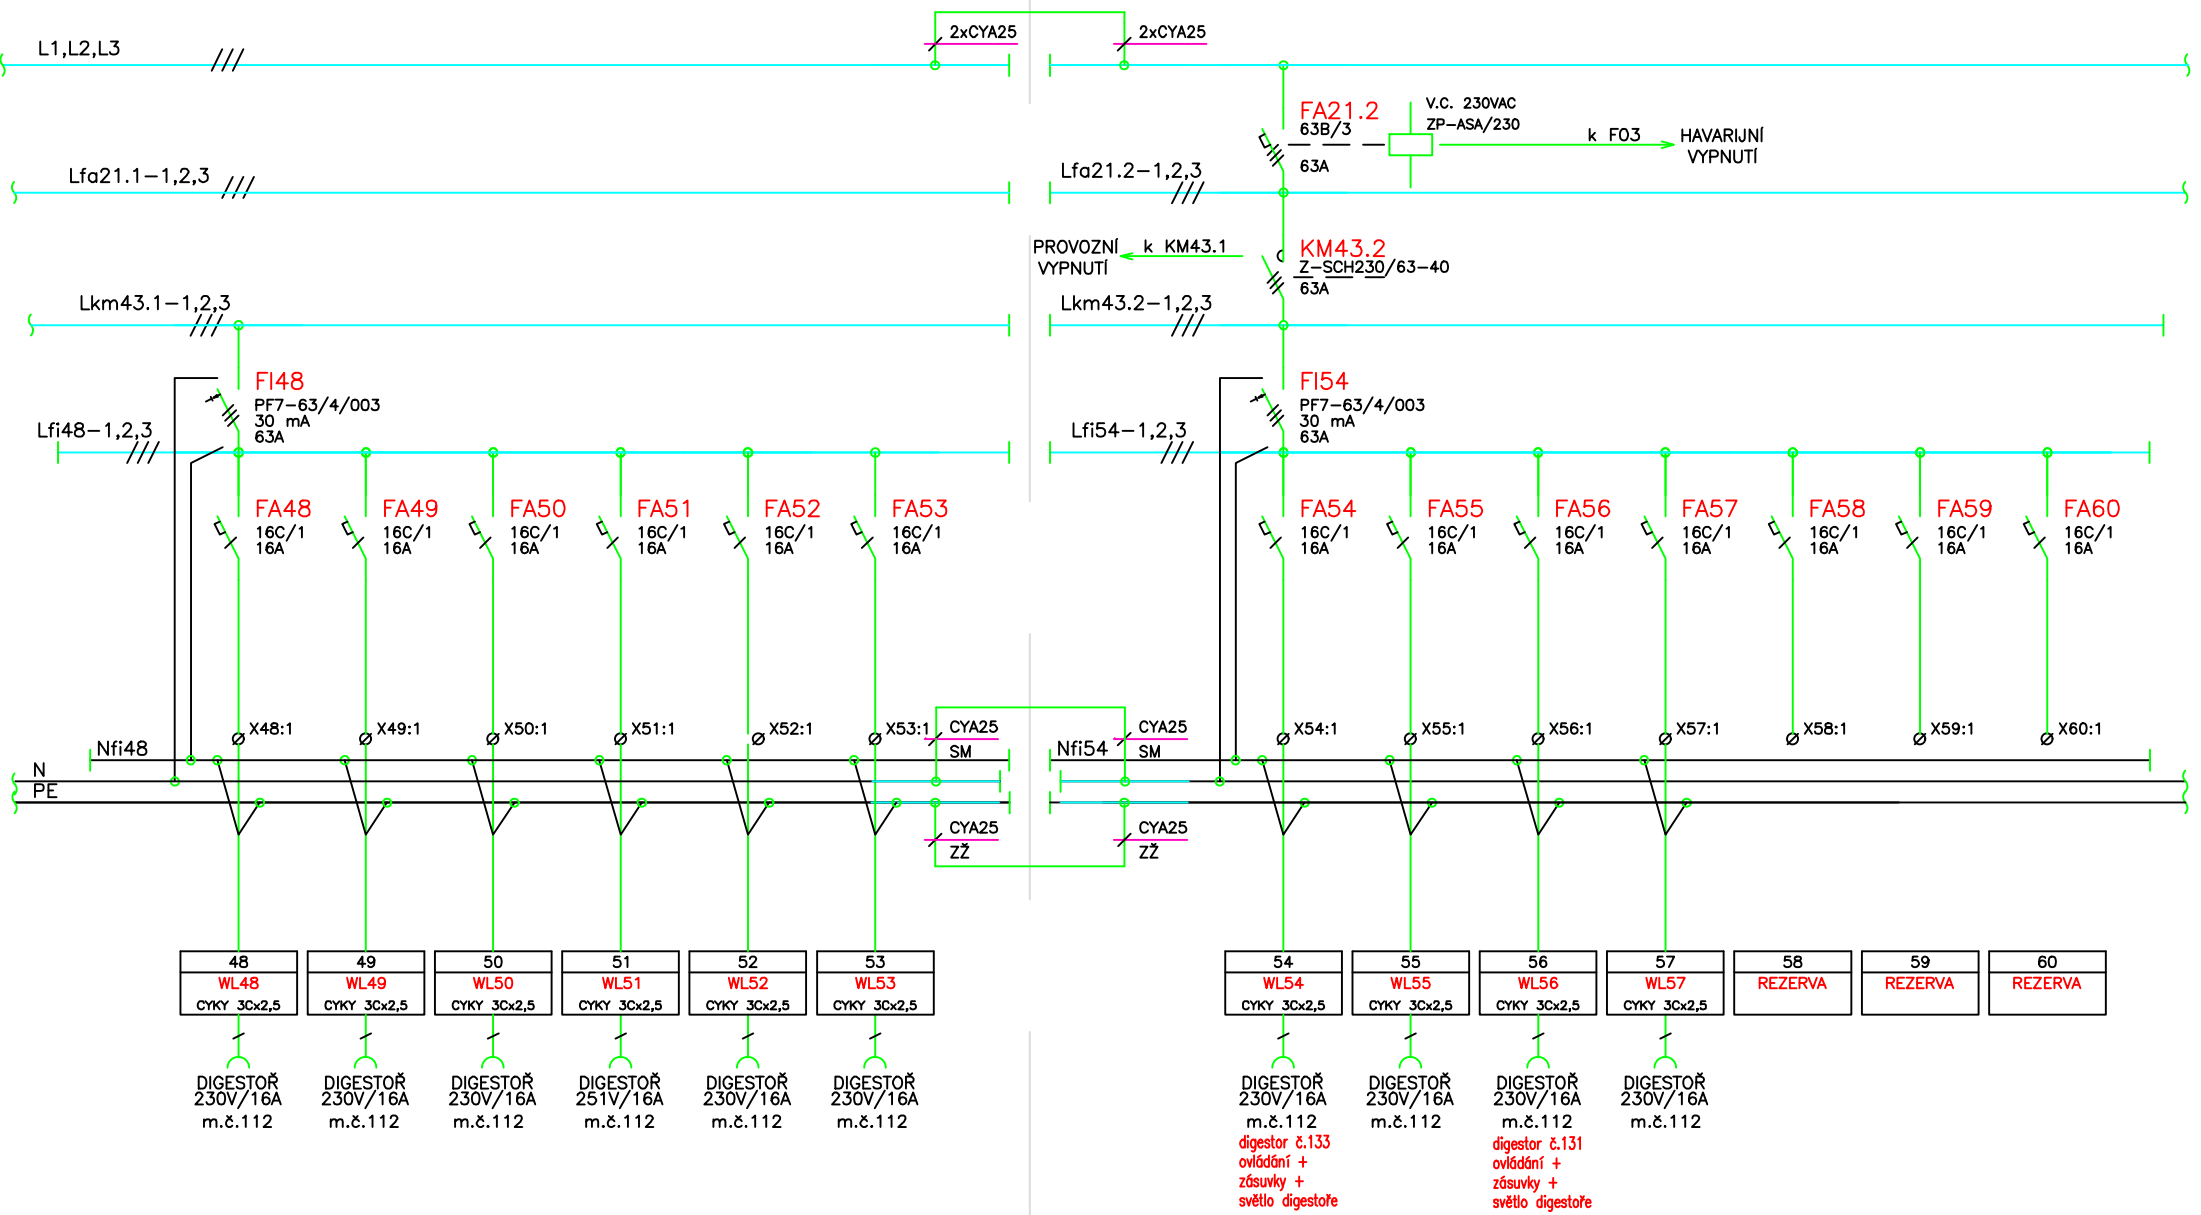 L1,L2,L3
2xCYA25
2xCYA25
FA21.2
63B/3
63A
V.C. 230VAC
ZP-ASA/230
k F03
HAVARIJNÍ
VYPNUTÍ
Lfa21.1-1,2,3
Lfa21.2-1,2,3
PROVOZNÍ
VYPNUTÍ
k KM43.1
KM43.2
Z-SCH230/63-40
63A
Lkm43.1-1,2,3
Lkm43.2-1,2,3
FI48
PF7-63/4/003
30 mA
63A
FI54
PF7-63/4/003
30 mA
63A
Lfi48-1,2,3
Lfi54-1,2,3
FA48
16C/1
16A
FA49
16C/1
16A
FA50
16C/1
16A
FA51
16C/1
16A
FA52
16C/1
16A
FA53
16C/1
16A
FA54
16C/1
16A
FA55
16C/1
16A
FA56
16C/1
16A
FA57
16C/1
16A
FA58
16C/1
16A
FA59
16C/1
16A
FA60
16C/1
16A
X48:1
X49:1
X50:1
X51:1
X52:1
X53:1
CYA25
SM
CYA25
SM
X54:1
X55:1
X56:1
X57:1
X58:1
X59:1
X60:1
Nfi48
Nfi54
N
PE
CYA25
ZŽ
CYA25
ZŽ
48
WL48
CYKY 3Cx2,5
49
WL49
CYKY 3Cx2,5
50
WL50
CYKY 3Cx2,5
51
WL51
CYKY 3Cx2,5
52
WL52
CYKY 3Cx2,5
53
WL53
CYKY 3Cx2,5
54
WL54
CYKY 3Cx2,5
55
WL55
CYKY 3Cx2,5
56
WL56
CYKY 3Cx2,5
57
WL57
CYKY 3Cx2,5
58
REZERVA
59
REZERVA
60
REZERVA
DIGESTOŘ
230V/16A
m.č.112
DIGESTOŘ
230V/16A
m.č.112
DIGESTOŘ
230V/16A
m.č.112
DIGESTOŘ
251V/16A
m.č.112
DIGESTOŘ
230V/16A
m.č.112
DIGESTOŘ
230V/16A
m.č.112
DIGESTOŘ
230V/16A
m.č.112
digestor č.133
ovládání +
zásuvky +
světlo digestoře
DIGESTOŘ
230V/16A
m.č.112
DIGESTOŘ
230V/16A
m.č.112
digestor č.131
ovládání +
zásuvky +
světlo digestoře
DIGESTOŘ
230V/16A
m.č.112